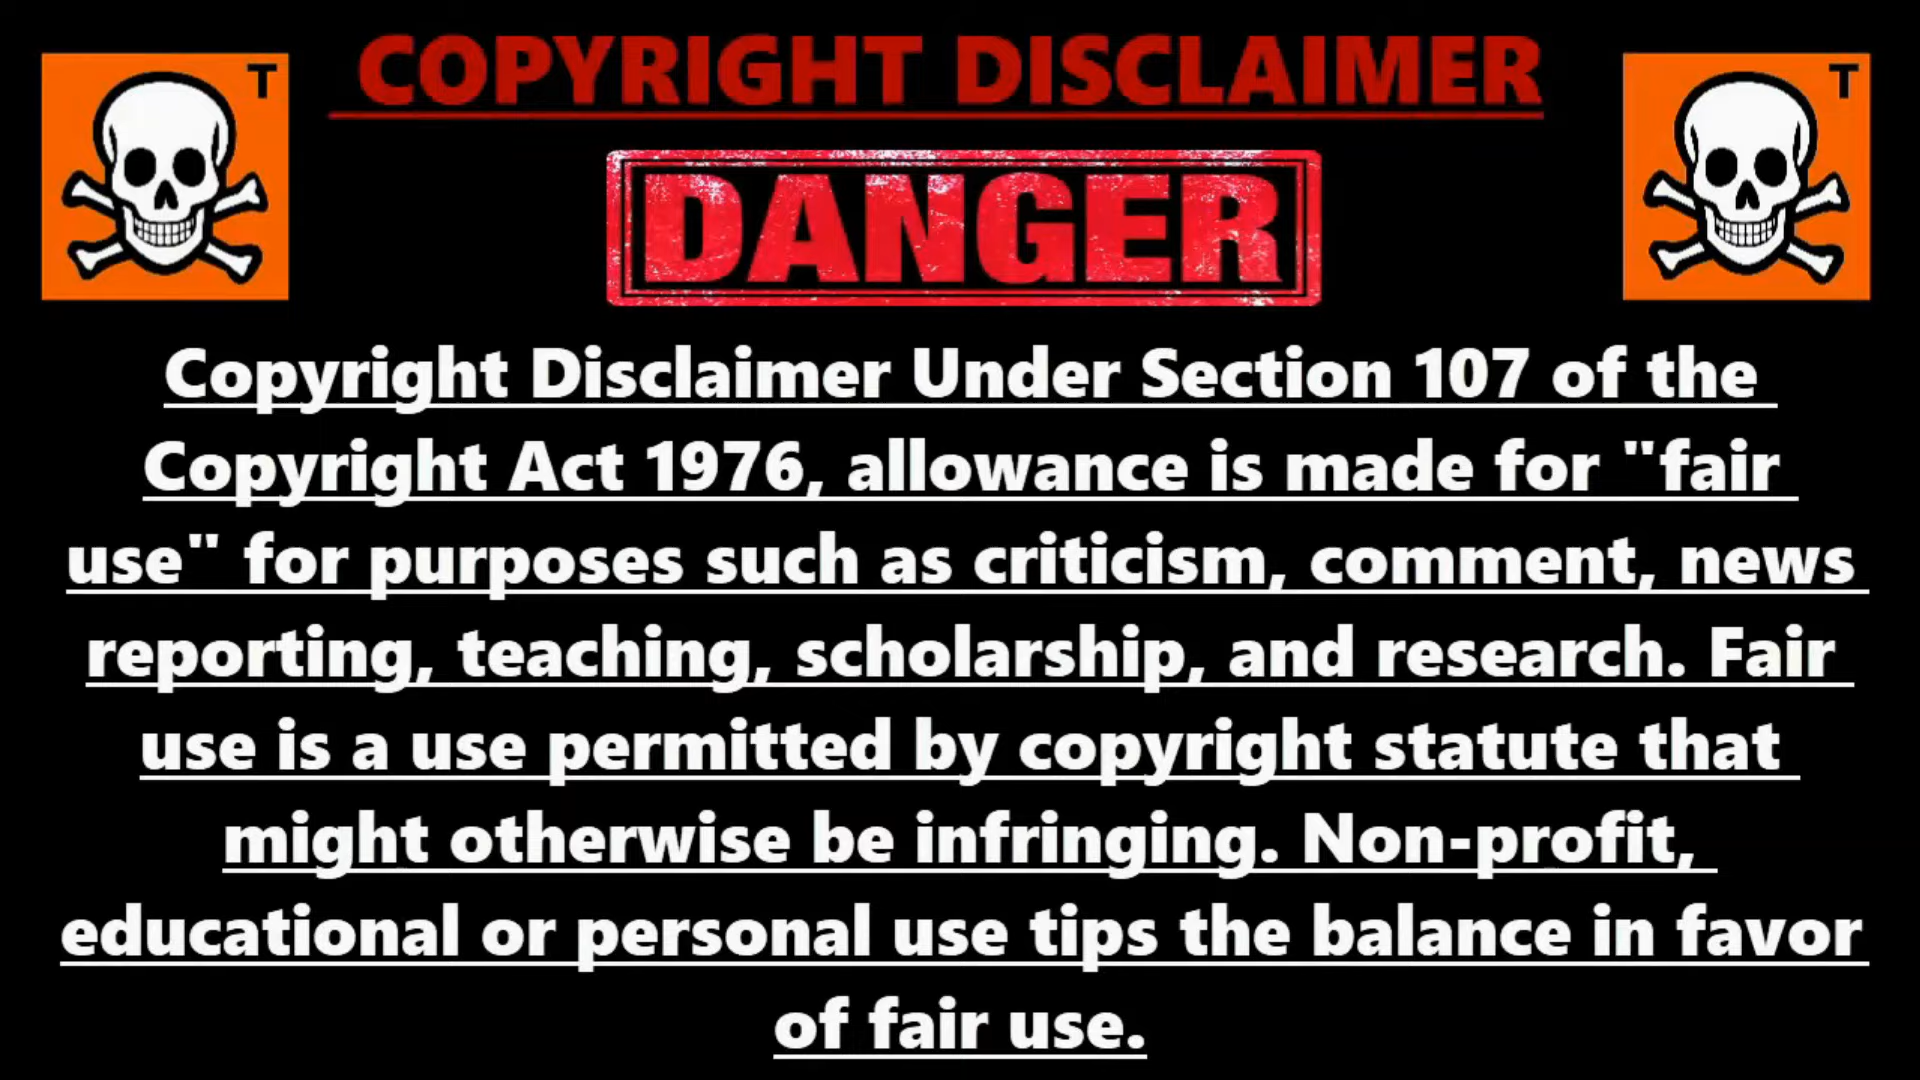 T
COPYRIGHT DISCLAIMER
T
DANGER
Copyright Disclaimer Under Section 107 of the
Copyright Act 1976, allowance is made for "fair
use" for purposes such as criticism, comment, news
reporting, teaching, scholarship, and research. Fair
use is a use permitted by copyright statute that
might otherwise be infringing. Non-profit,
educational or personal use tips the balance in favor
of fair use.